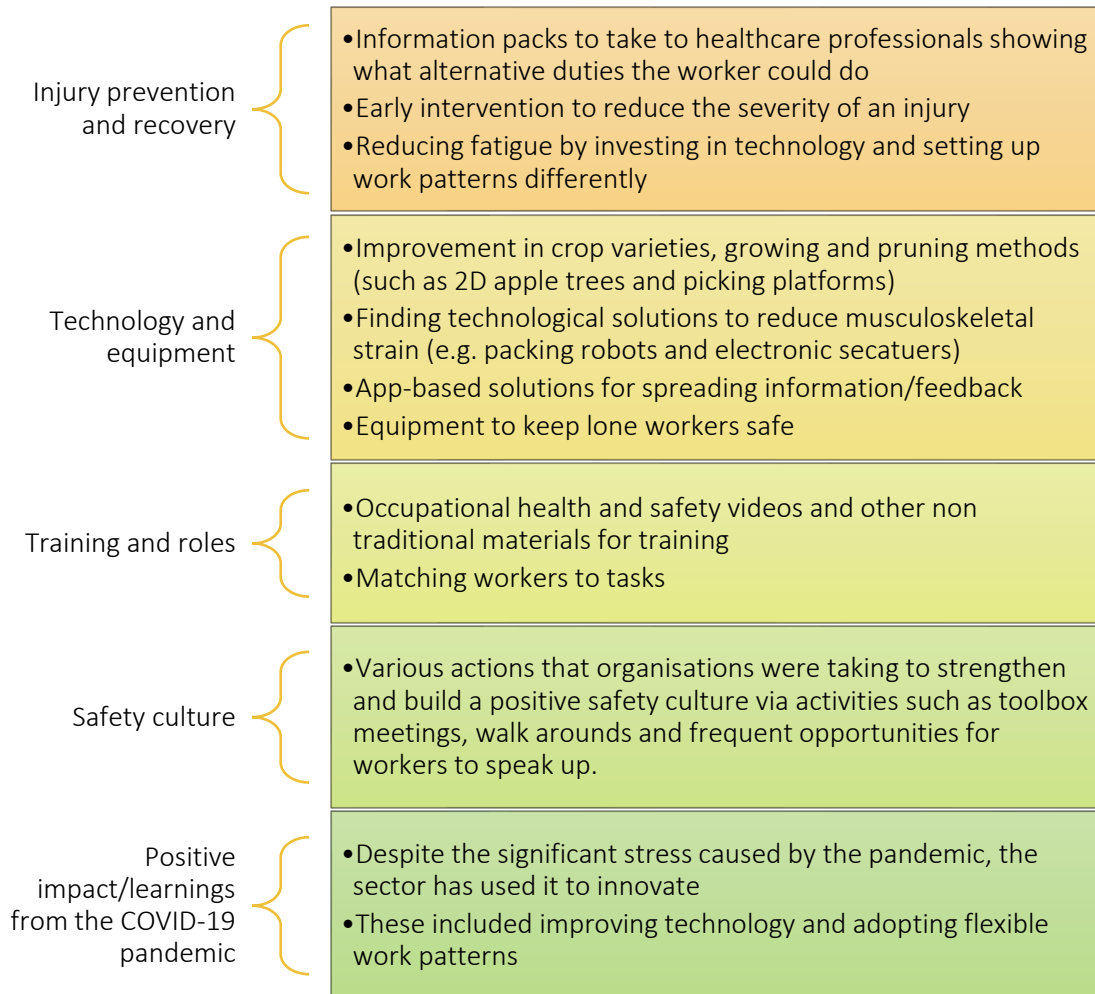 Injury prevention
and recovery
•Information packs to take to healthcare professionals showing
what alternative duties the worker could do
•Early intervention to reduce the severity of an injury
•Reducing fatigue by investing in technology and setting up
work patterns differently
Technology and
equipment
•Improvement in crop varieties, growing and pruning methods
(such as 2D apple trees and picking platforms)
•Finding technological solutions to reduce musculoskeletal
strain (e.g. packing robots and electronic secatuers)
•App-based solutions for spreading information/feedback
•Equipment to keep lone workers safe
Training and roles
•Occupational health and safety videos and other non
traditional materials for training
•Matching workers to tasks
Safety culture
•Various actions that organisations were taking to strengthen
and build a positive safety culture via activities such as toolbox
meetings, walk arounds and frequent opportunities for
workers to speak up.
Positive
impact/learnings
from the COVID-19
pandemic
•Despite the significant stress caused by the pandemic, the
sector has used it to innovate
•These included improving technology and adopting flexible
work patterns